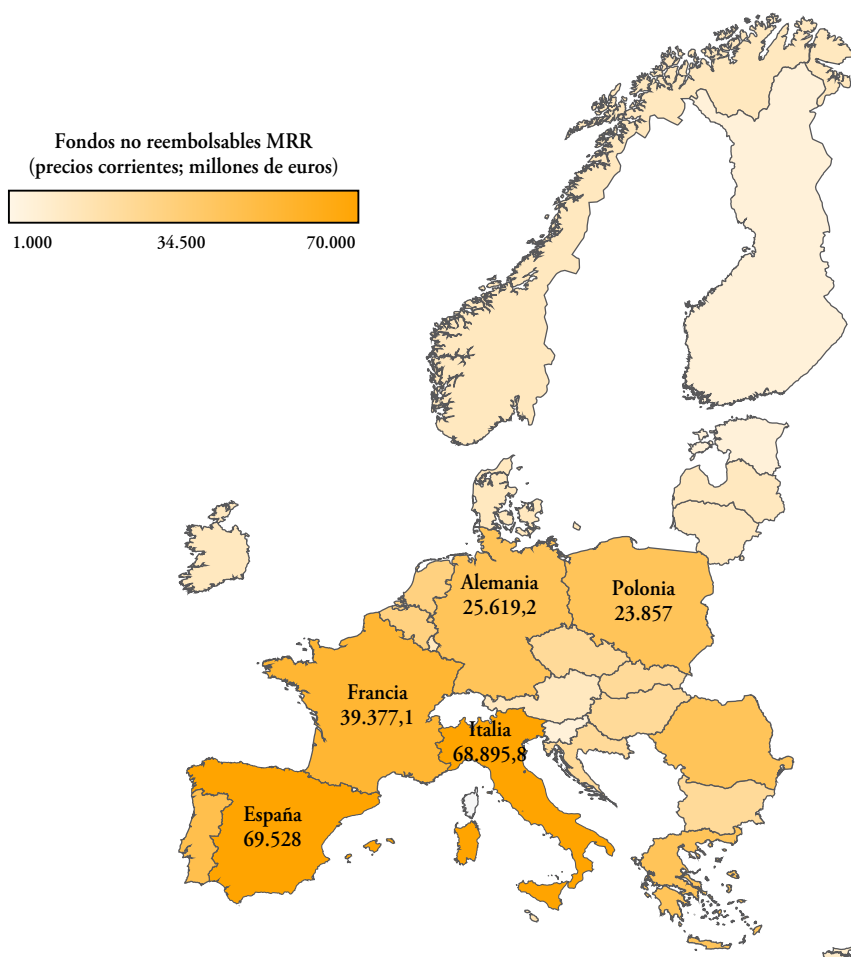 Fondos no reembolsables MRR
(precios corrientes; millones de euros)
1.000 34.500 70.000
Alemania
25.619,2
Polonia
23.857
Francia
39.377,1
Italia
68.895,8
España
69.528